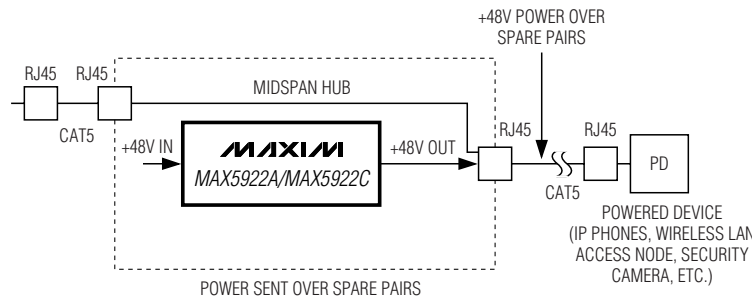 +48V POWER OVER
SPARE PAIRS
RJ45
RJ45
MIDSPAN HUB
CAT5
+48V IN
MAXIM
MAX5922A/MAX5922C
+48V OUT
RJ45
RJ45
CAT5
PD
POWERED DEVICE
(IP PHONES, WIRELESS LAN
ACCESS NODE, SECURITY
CAMERA, ETC.)
POWER SENT OVER SPARE PAIRS